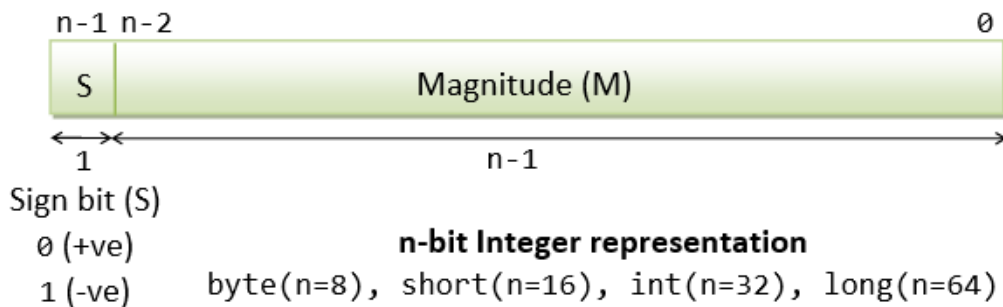 n-1 n-2 0
S Magnitude (M)
1 n-1
Sign bit (S)
0 (+ve) n-bit Integer representation
1 (-ve) byte(n=8), short(n=16), int(n=32), long(n=64)